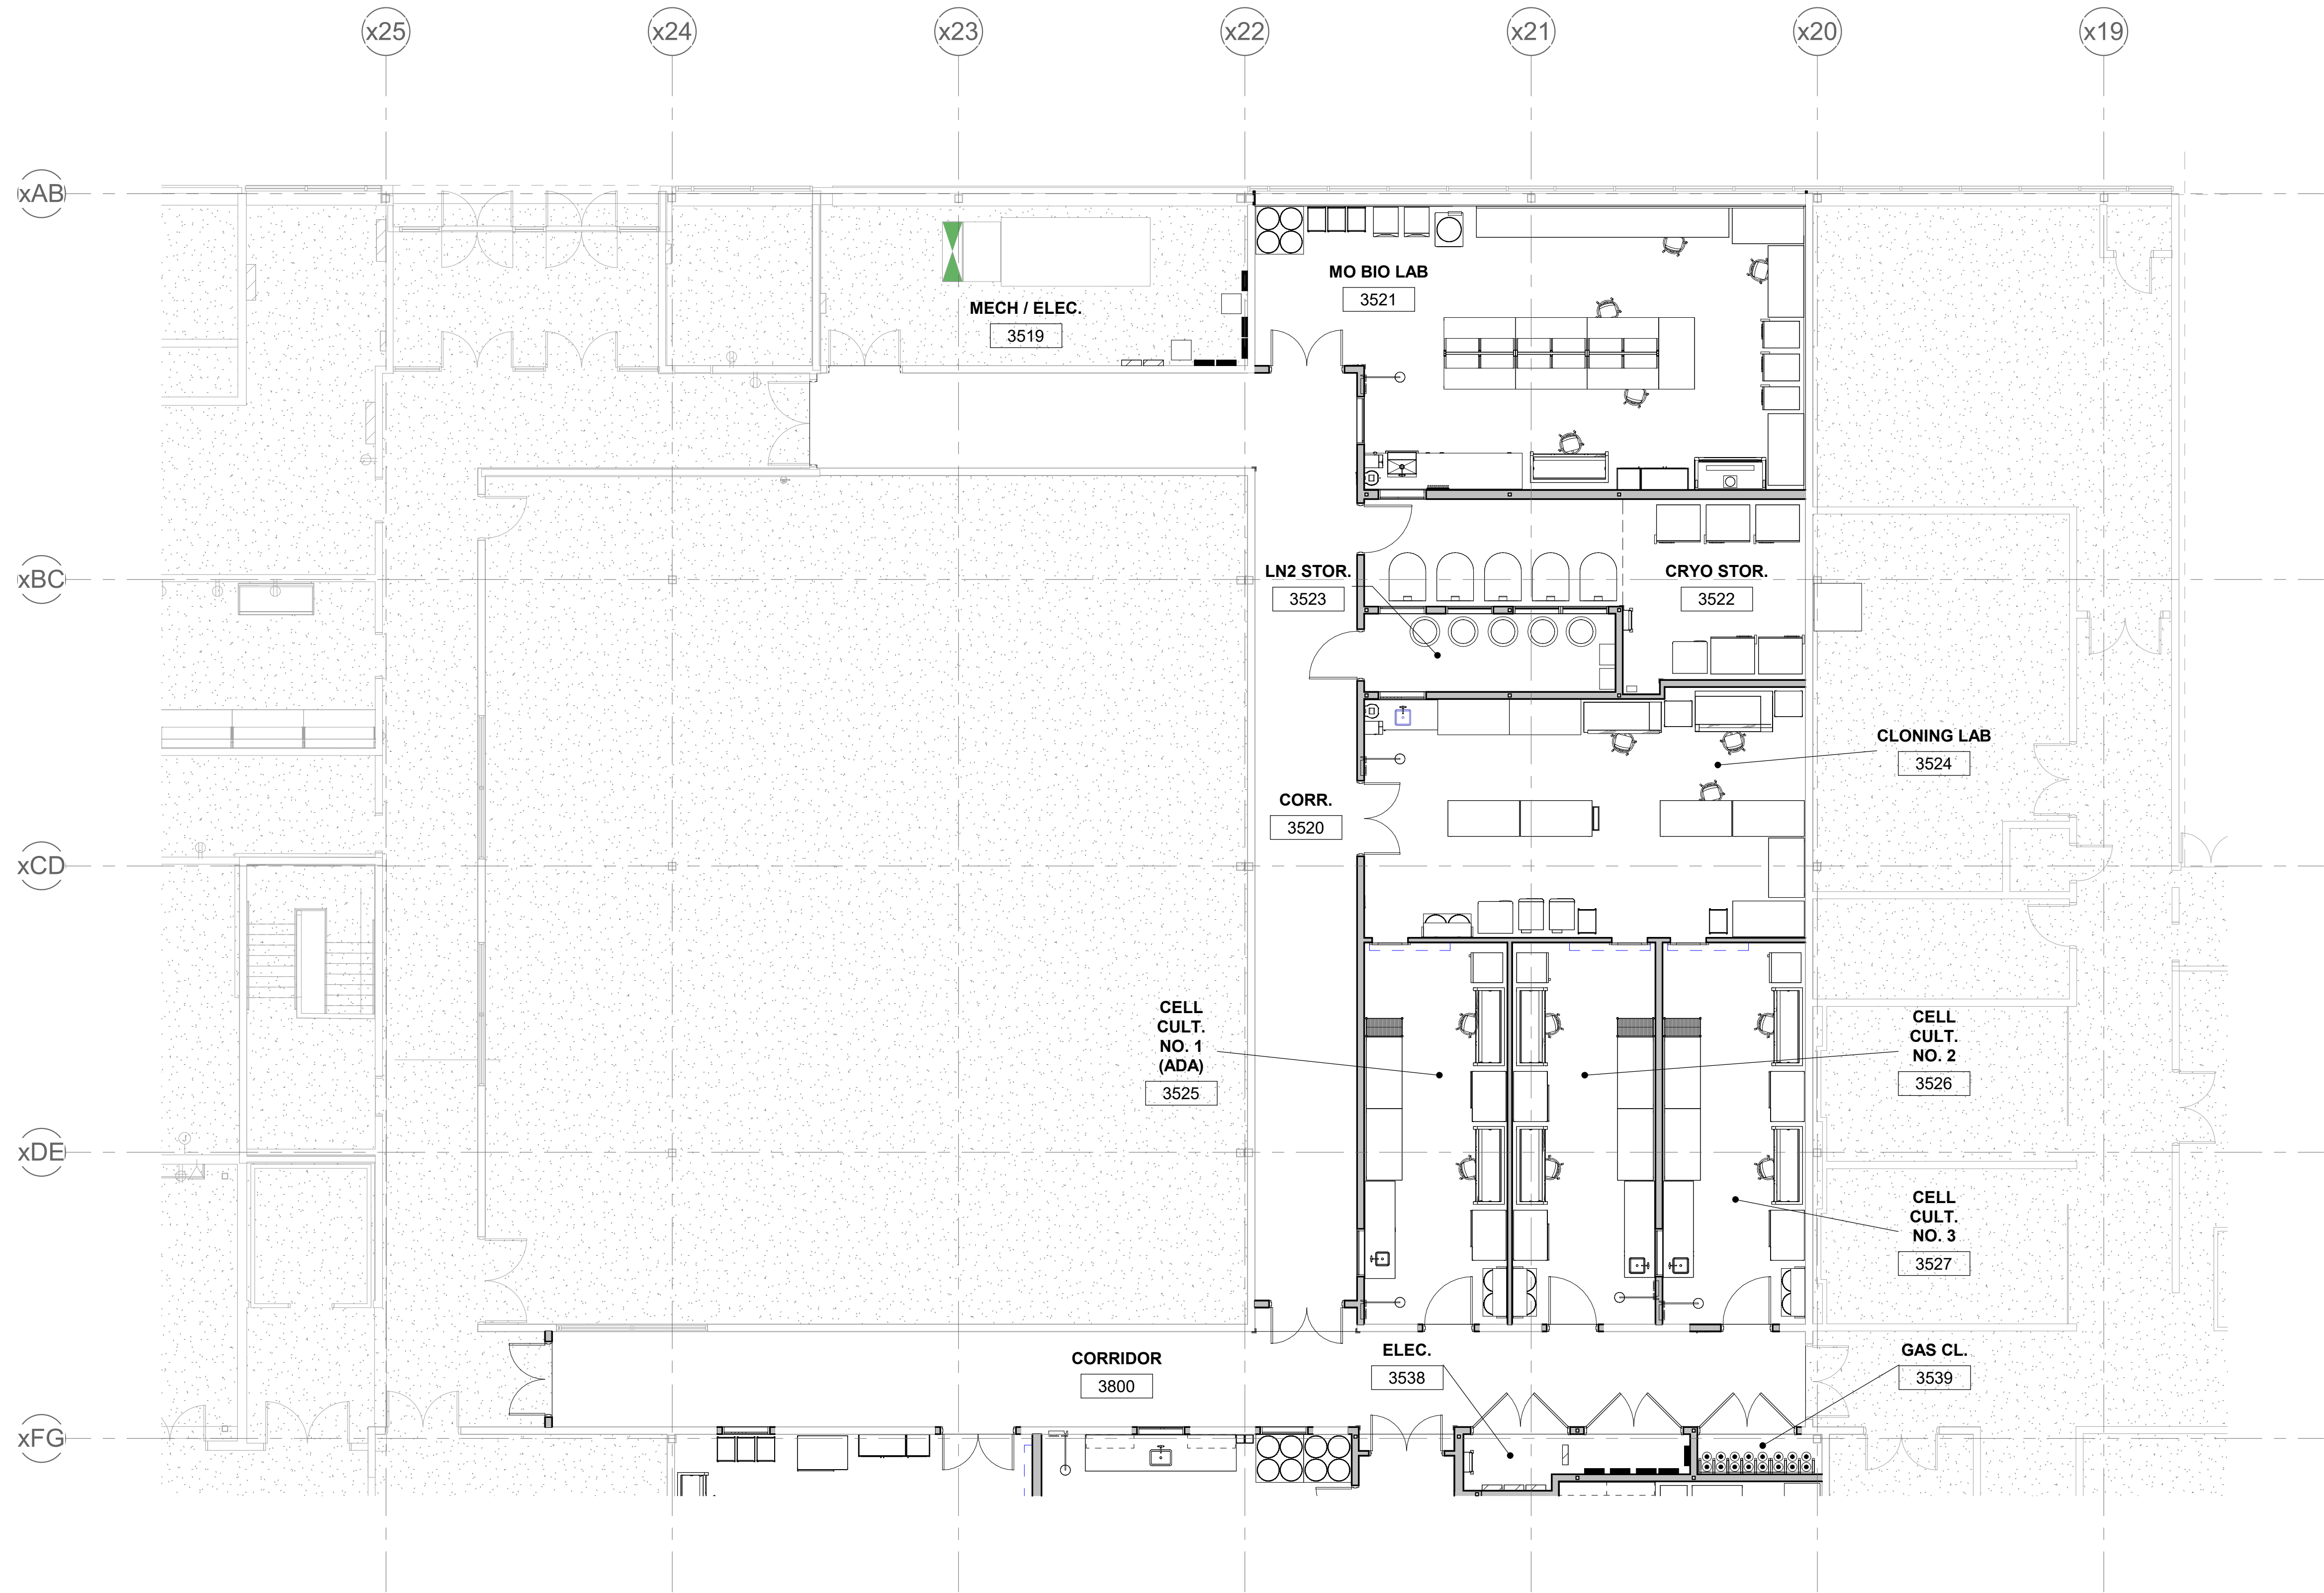 x25
x24
x23
x22
x21
x20
x19
xAB
MO BIO LAB
3521
MECH / ELEC.
3519
xBC
LN2 STOR.
3523
CRYO STOR.
3522
CLONING LAB
3524
CORR.
3520
xCD
CELL
CULT.
NO. 1
(ADA)
3525
CELL
CULT.
NO. 2
3526
xDE
CELL
CULT.
NO. 3
3527
CORRIDOR
3800
ELEC.
3538
GAS CL.
3539
xFG